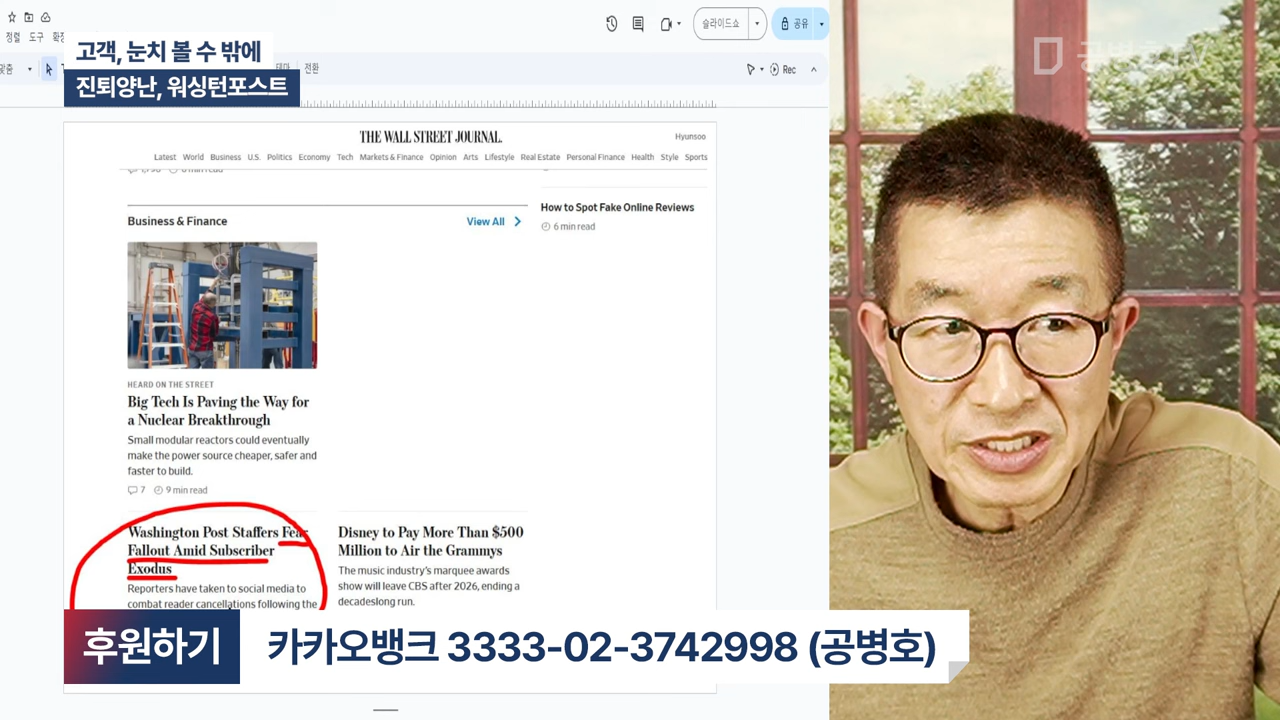 정렬 도구
슬라이드쇼
공유
고객, 눈치 볼 수 밖에
진퇴양난, 워싱턴포스트
전환
Rec
공병호TV
THE WALL STREET JOURNAL.
Hyunsoo
Latest World Business U.S. Politics Economy Tech Markets & Finance Opinion Arts Lifestyle Real Estate Personal Finance Health Style Sports
How to Spot Fake Online Reviews
6 min read
Business & Finance
View All
HEARD ON THE STREET
Big Tech Is Paving the Way for
a Nuclear Breakthrough
Small modular reactors could eventually
make the power source cheaper, safer and
faster to build.
7 9 min read
Washington Post Staffers Fear
Fallout Amid Subscriber
Exodus
Reporters have taken to social media to
combat reader cancellations following the
Disney to Pay More Than $500
Million to Air the Grammys
The music industry's marquee awards
show will leave CBS after 2026, ending a
decadeslong run.
후원하기
카카오뱅크 3333-02-3742998 (공병호)